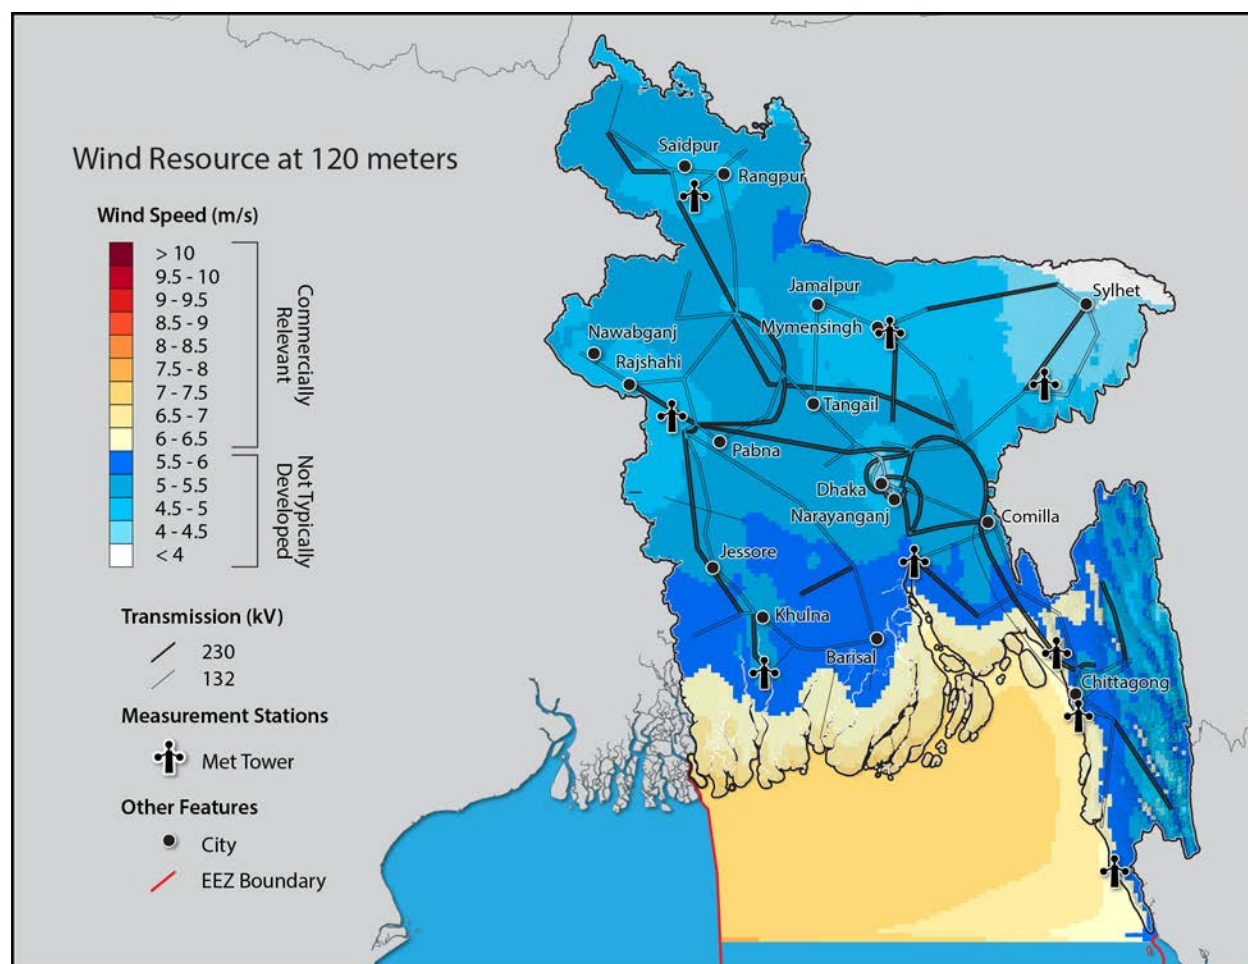 Wind Resource at 120 meters
Wind Speed (m/s)
> 10
9.5 - 10
9 - 9.5
8.5 - 9
8 - 8.5
7.5 - 8
7 - 7.5
6.5 - 7
6 - 6.5
5.5 - 6
5 - 5.5
4.5 - 5
4 - 4.5
< 4
Commercially
Relevant
Not Typically
Developed
Transmission (kV)
230
132
Measurement Stations
Met Tower
Other Features
City
EEZ Boundary
Saidpur
Rangpur
Jamalpur
Sylhet
Mymensingh
Nawabganj
Rajshahi
Tangail
Pabna
Dhaka
Narayanganj
Comilla
Jessore
Khulna
Barisal
Chittagong